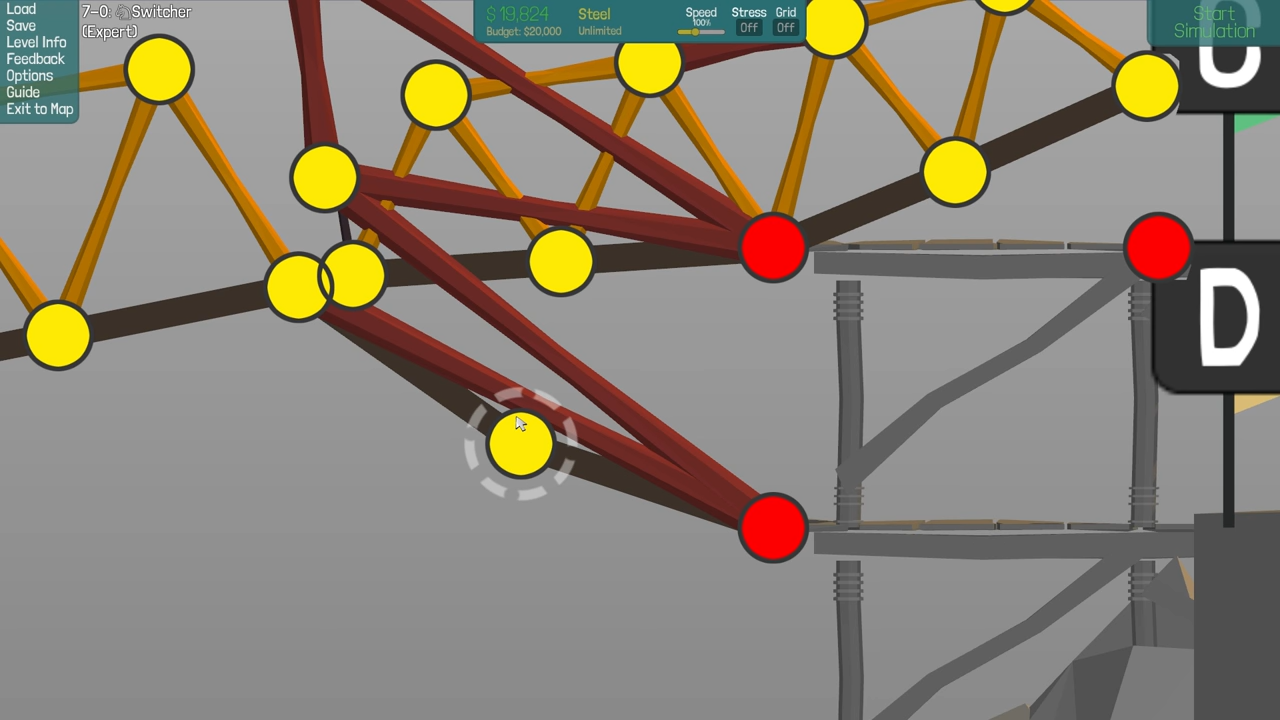 Load
Save
Level Info
Feedback
Options
Guide
Exit to Map
7-0: Switcher
(Expert)
$ 19,824
Budget: $20,000
Steel
Unlimited
Speed
100%
Stress
Off
Grid
Off
Start
Simulation
D